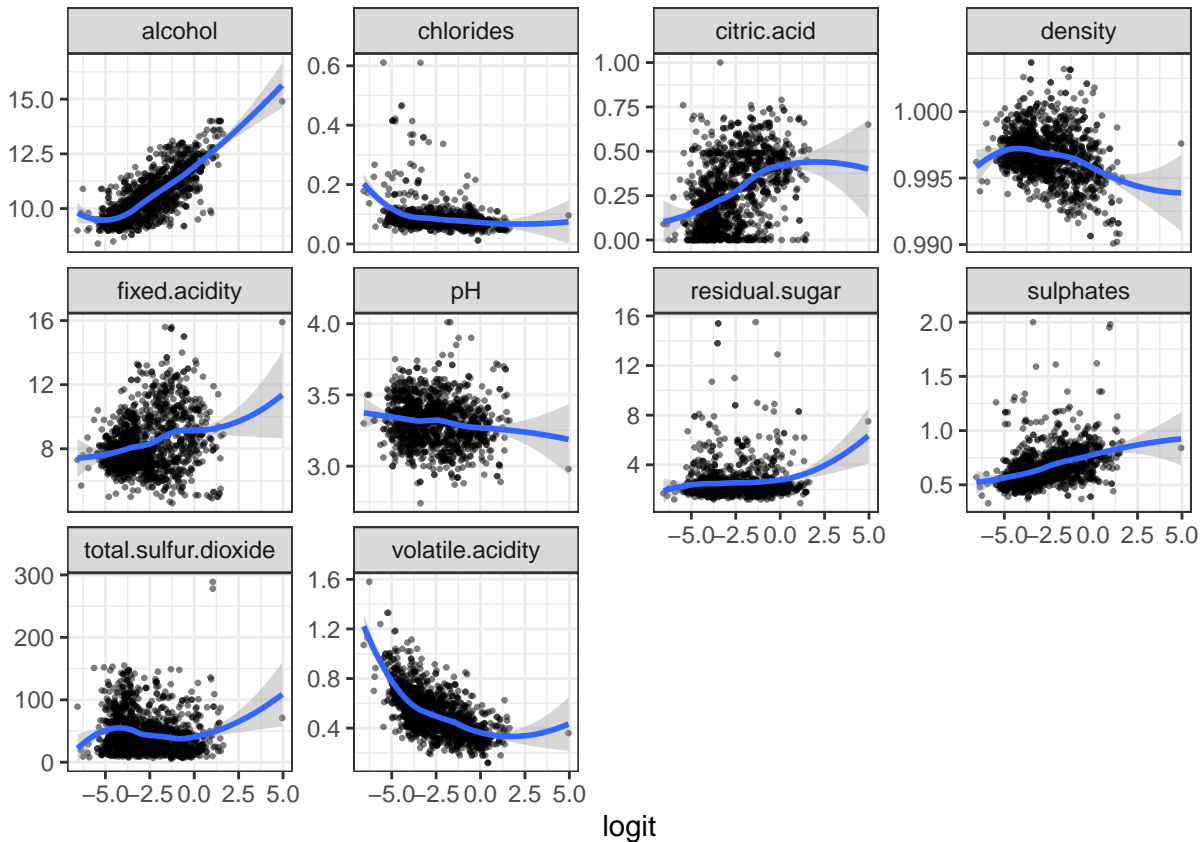 alcohol
chlorides
citric.acid
density
15.0
12.5
10.0
0.6
0.4
0.2
0.0
1.00
0.75
0.50
0.25
0.00
1.000
0.995
0.990
fixed.acidity
pH
residual.sugar
sulphates
16
12
8
4.0
3.5
3.0
16
12
8
4
2.0
1.5
1.0
0.5
−5.0 −2.5 0.0 2.5 5.0
−5.0 −2.5 0.0 2.5 5.0
total.sulfur.dioxide
volatile.acidity
300
200
100
0
1.6
1.2
0.8
0.4
−5.0 −2.5 0.0 2.5 5.0
−5.0 −2.5 0.0 2.5 5.0
logit